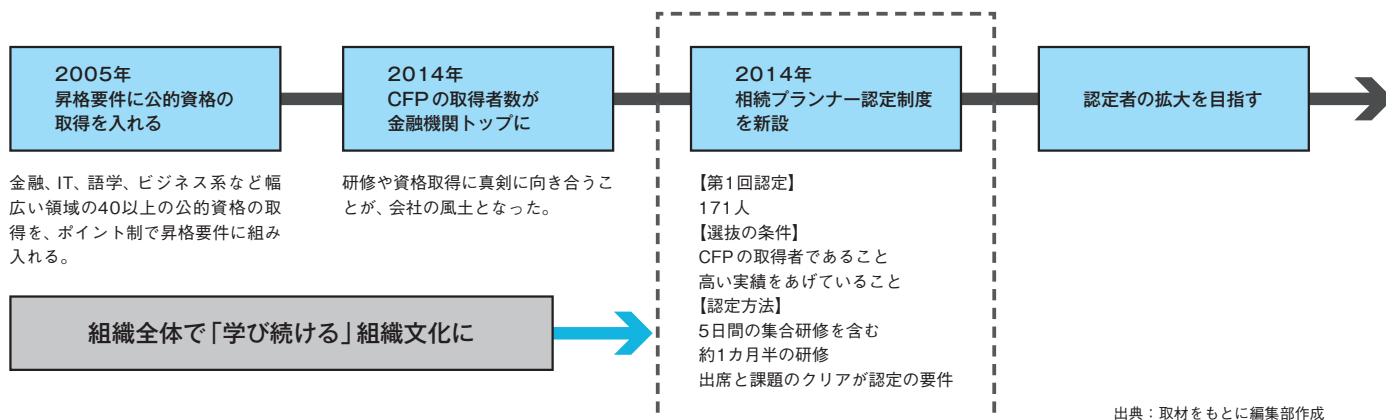 2005年
昇格要件に公的資格の
取得を入れる
2014年
CFPの取得者数が
金融機関トップに
2014年
相続プランナー認定制度
を新設
認定者の拡大を目指す
金融、IT、語学、ビジネス系など幅
広い領域の40以上の公的資格の取
得を、ポイント制で昇格要件に組み
入れる。
研修や資格取得に真剣に向き合うこ
とが、会社の風土となった。
【第1回認定】
171人
【選抜の条件】
CFPの取得者であること
高い実績をあげていること
【認定方法】
5日間の集合研修を含む
約1カ月半の研修
出席と課題のクリアが認定の要件
組織全体で「学び続ける」組織文化に
出典：取材をもとに編集部作成